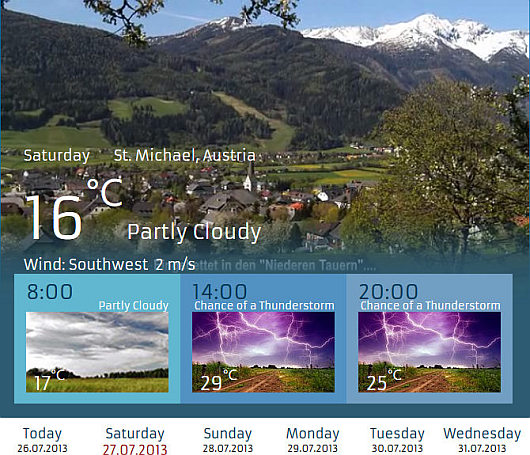 Saturday St. Michael, Austria
16°C
Partly Cloudy
Wind: Southwest 2 m/s
ettet in den "Niederen Tauern"....
8:00 14:00 20:00
Partly Cloudy Chance of a Thunderstorm Chance of a Thunderstorm
17°C 29°C 25°C
Today Saturday Sunday Monday Tuesday Wednesday
26.07.2013 27.07.2013 28.07.2013 29.07.2013 30.07.2013 31.07.2013